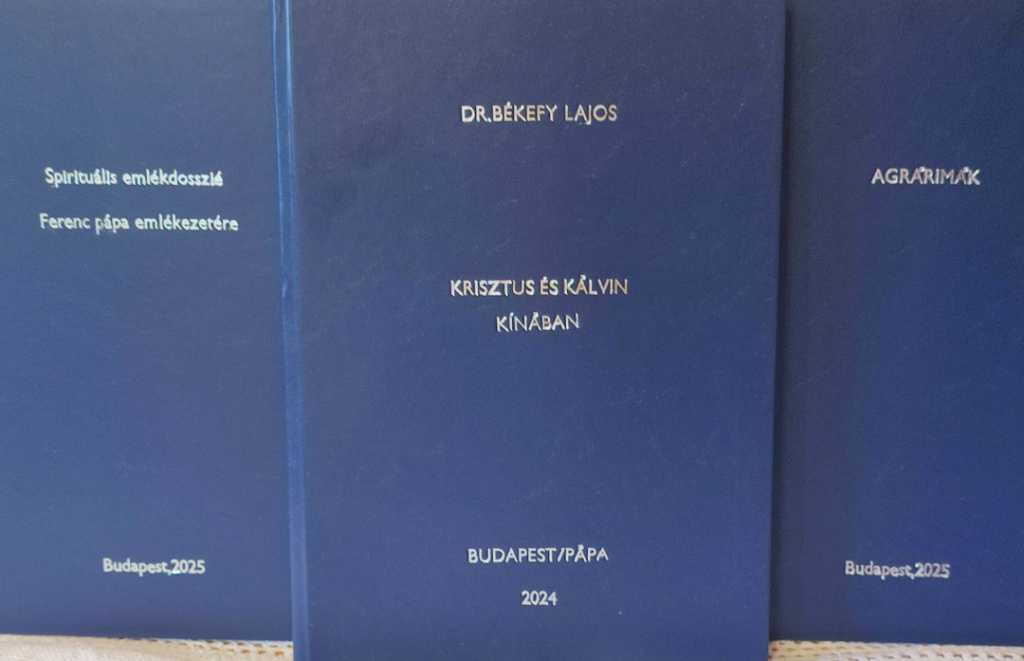 Spirituális emlékdosszié
Ferenc pápa emlékezetére
Budapest,2025
DR.BÉKEFY LAJOS
KRISZTUS ÉS KÁLVIN
KÍNÁBAN
BUDAPEST/PÁPA
2024
AGRÁRIMÁK
Budapest,2025